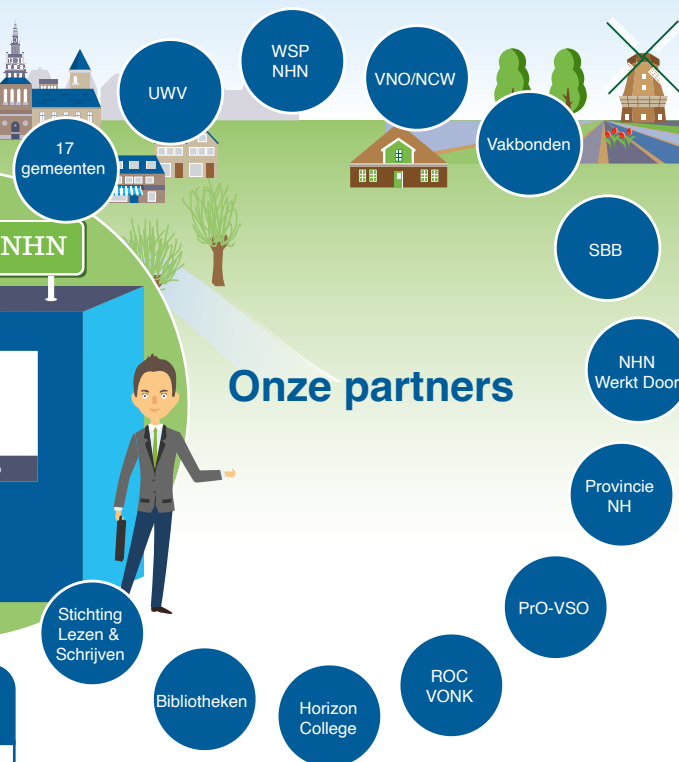 WSP
NHN
VNO/NCW
UWV
Vakbonden
17
gemeenten
NHN
SBB
NHN
Werkt Door
Onze partners
Provincie
NH
PrO-VSO
Stichting
Lezen &
Schrijven
ROC
VONK
Bibliotheken
Horizon
College